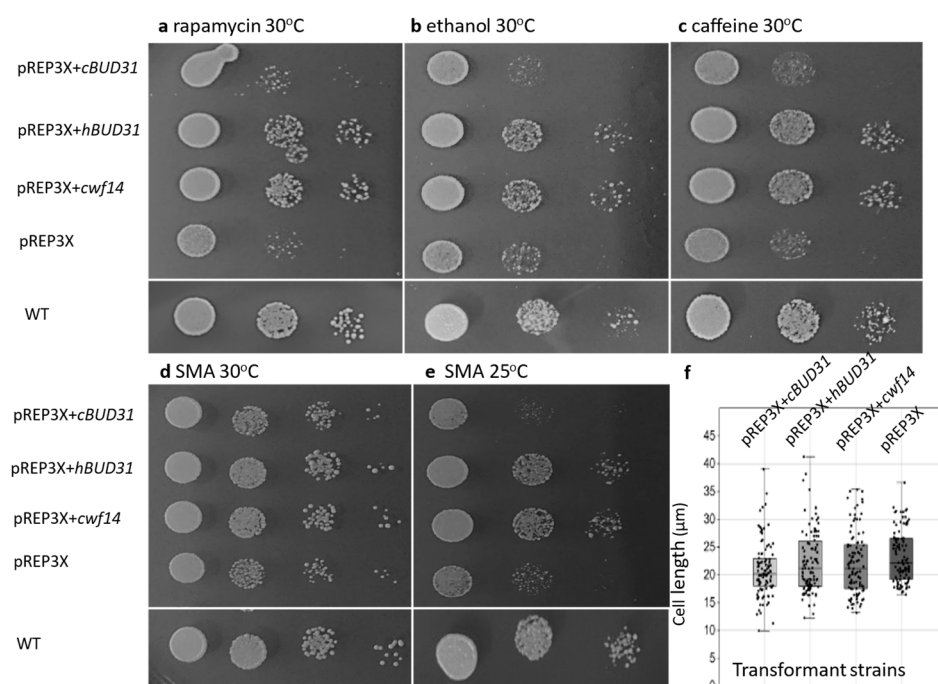 a rapamycin 30°C
b ethanol 30°C
c caffeine 30°C
pREP3X+cBUD31
pREP3X+hBUD31
pREP3X+cwf14
pREP3X
WT
d SMA 30°C
e SMA 25°C
f
pREP3X+cBUD31
pREP3X+hBUD31
pREP3X+cwf14
pREP3X
WT
pREP3X+cBUD31
pREP3X+hBUD31
pREP3X+cwf14
pREP3X
Cell length (µm)
45
40
35
30
25
20
15
10
5
0
Transformant strains